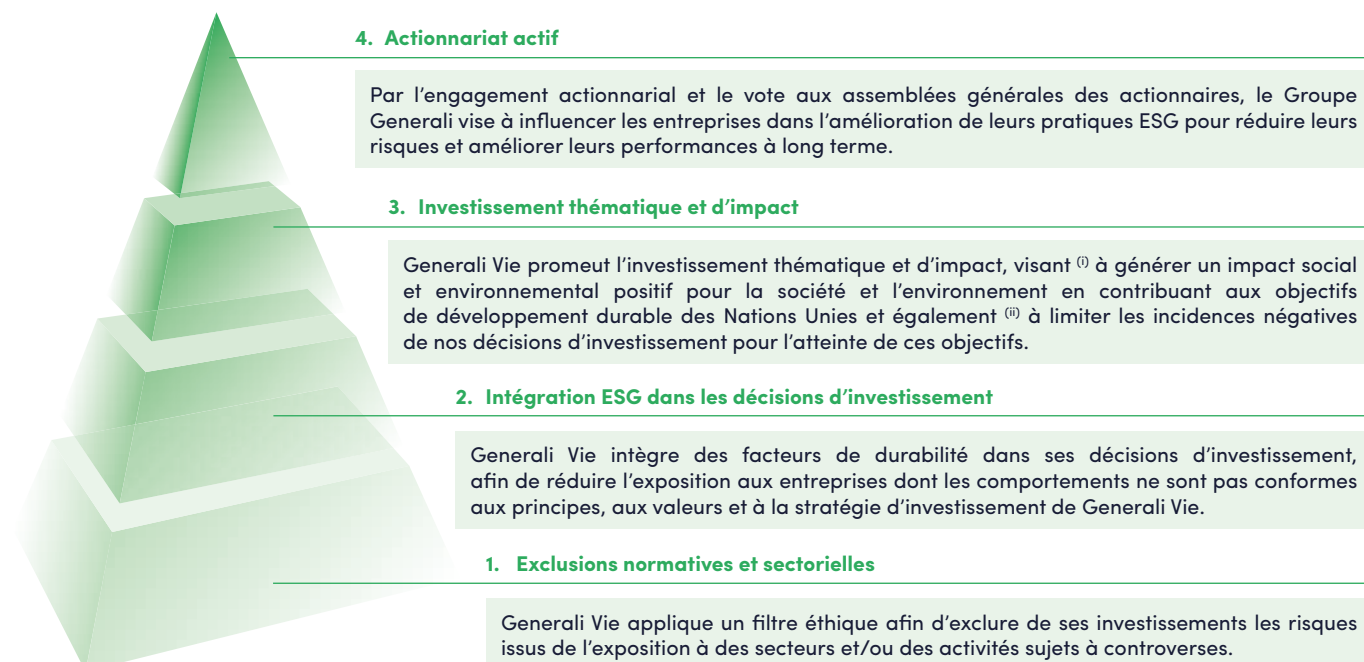 4. Actionnariat actif
Par l’engagement actionnarial et le vote aux assemblées générales des actionnaires, le Groupe
Generali vise à influencer les entreprises dans l’amélioration de leurs pratiques ESG pour réduire leurs
risques et améliorer leurs performances à long terme.
3. Investissement thématique et d’impact
Generali Vie promeut l’investissement thématique et d’impact, visant (i) à générer un impact social
et environnemental positif pour la société et l’environnement en contribuant aux objectifs
de développement durable des Nations Unies et également (ii) à limiter les incidences négatives
de nos décisions d’investissement pour l’atteinte de ces objectifs.
2. Intégration ESG dans les décisions d’investissement
Generali Vie intègre des facteurs de durabilité dans ses décisions d’investissement,
afin de réduire l’exposition aux entreprises dont les comportements ne sont pas conformes
aux principes, aux valeurs et à la stratégie d’investissement de Generali Vie.
1. Exclusions normatives et sectorielles
Generali Vie applique un filtre éthique afin d’exclure de ses investissements les risques
issus de l’exposition à des secteurs et/ou des activités sujets à controverses.